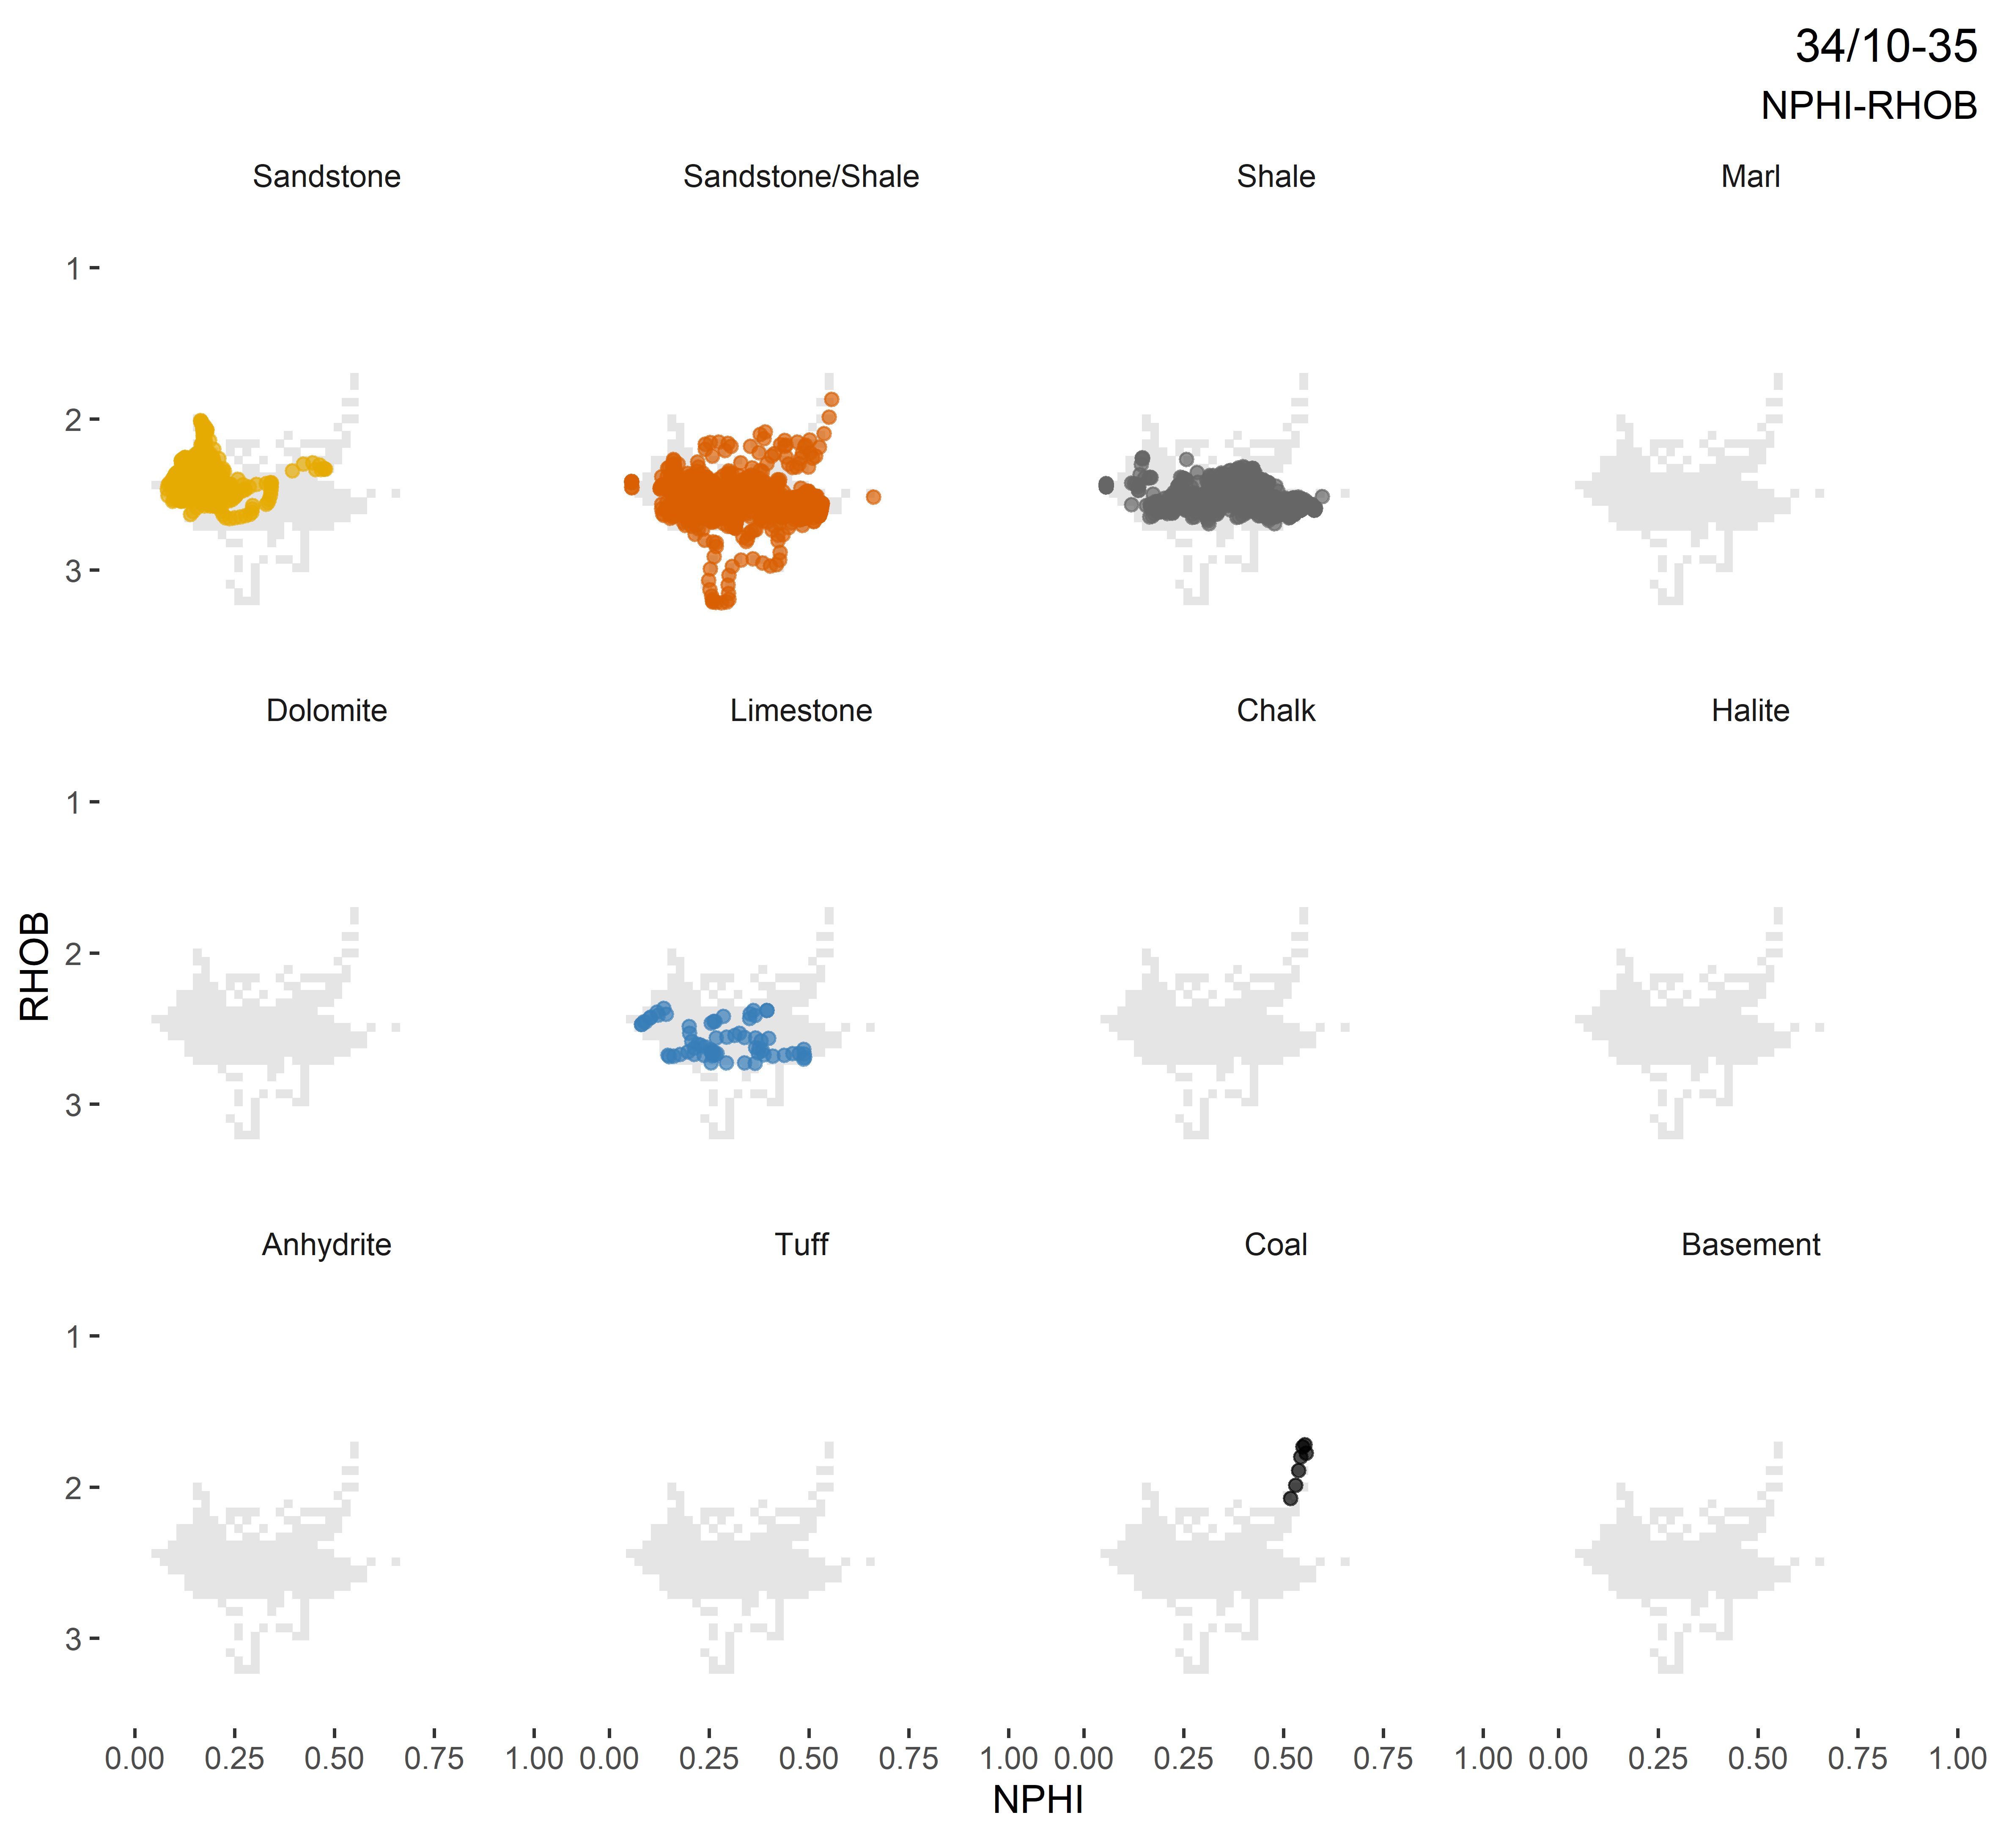 34/10-35
NPHI-RHOB
Sandstone Sandstone/Shale Shale Marl
1
2
3
Dolomite Limestone Chalk Halite
1
2
3
RHOB
Anhydrite Tuff Coal Basement
1
2
3
0.00 0.25 0.50 0.75 1.00 0.00 0.25 0.50 0.75 1.00 0.00 0.25 0.50 0.75 1.00 0.00 0.25 0.50 0.75 1.00
NPHI